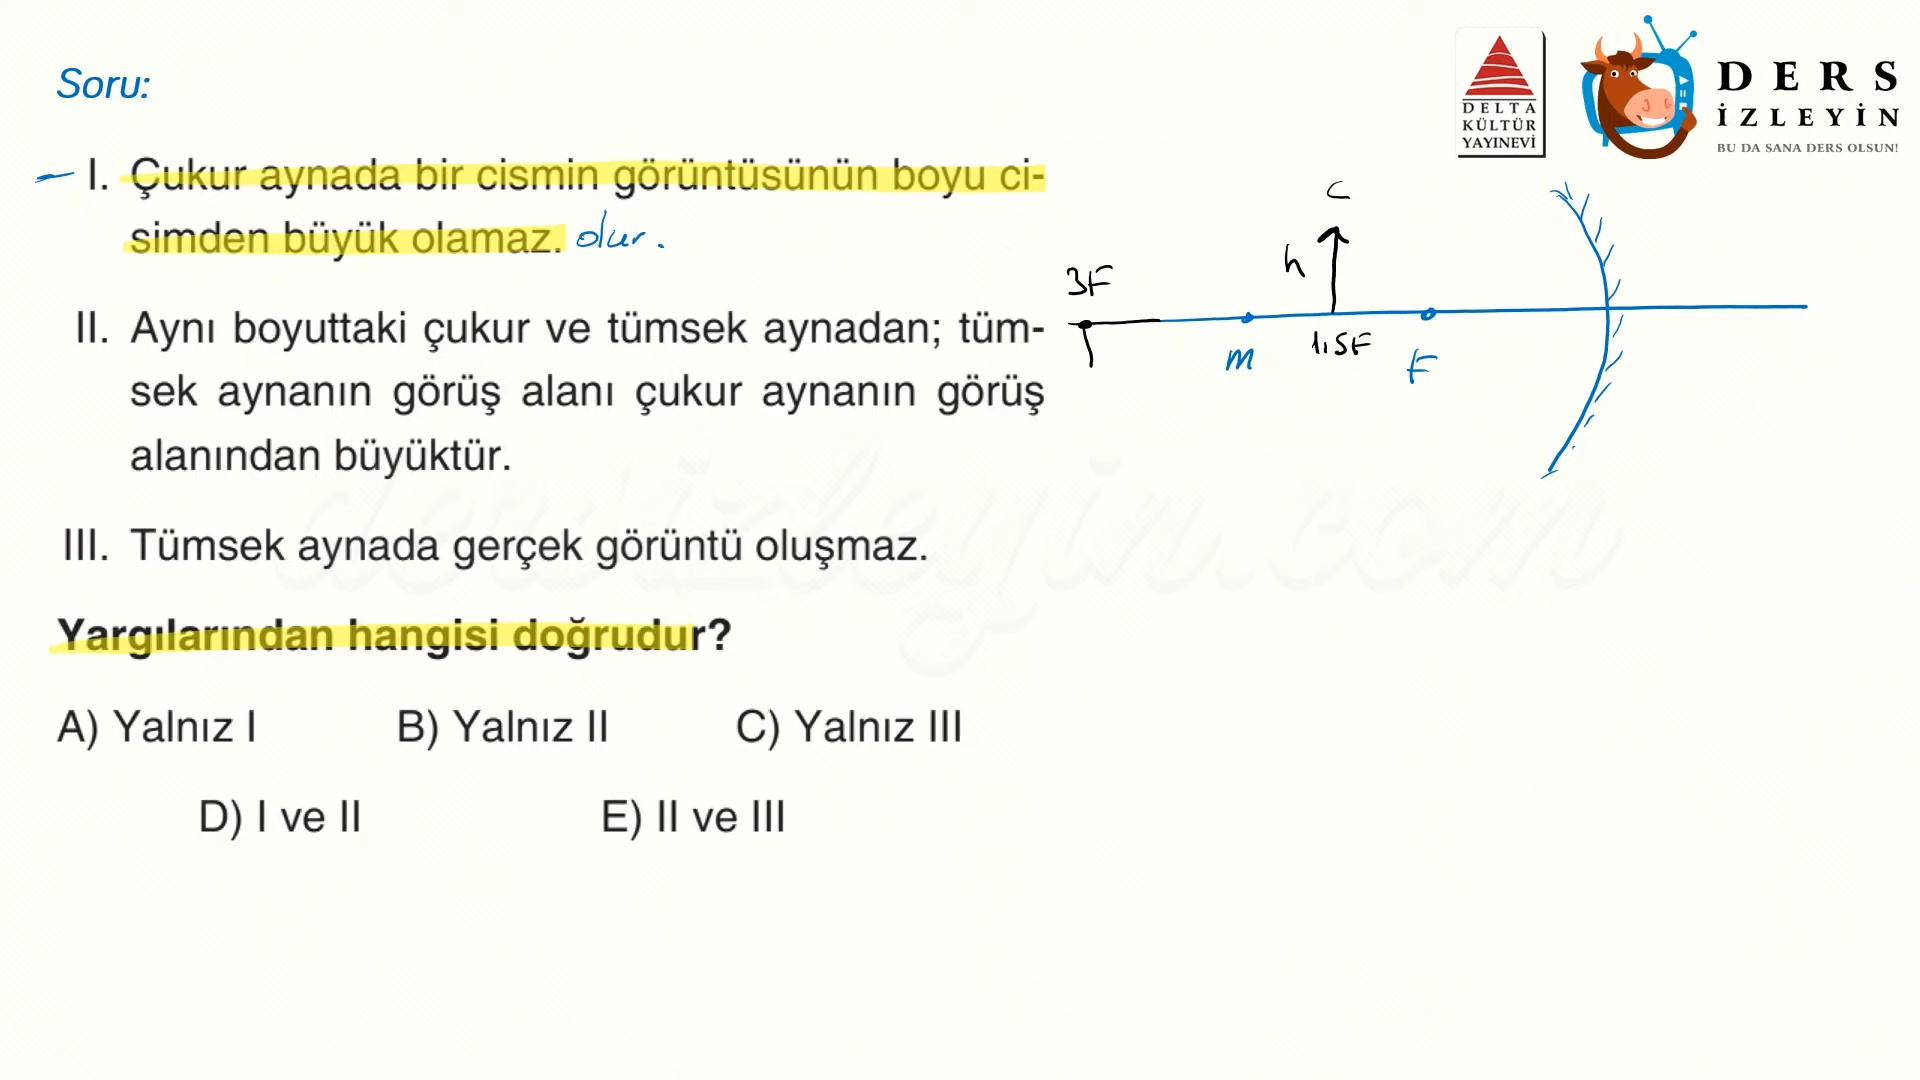 Soru:
DELTA
KÜLTÜR
YAYINEVİ
DERS
İZLEYİN
BU DA SANA DERS OLSUN!
I. Çukur aynada bir cismin görüntüsünün boyu ci-
simden büyük olamaz. olur.
II. Aynı boyuttaki çukur ve tümsek aynadan; tüm-
sek aynanın görüş alanı çukur aynanın görüş
alanından büyüktür.
III. Tümsek aynada gerçek görüntü oluşmaz.
Yargılarından hangisi doğrudur?
A) Yalnız I B) Yalnız II C) Yalnız III
D) I ve II E) II ve III
C
h
3F
m 1,5F F
dersizleyin.com